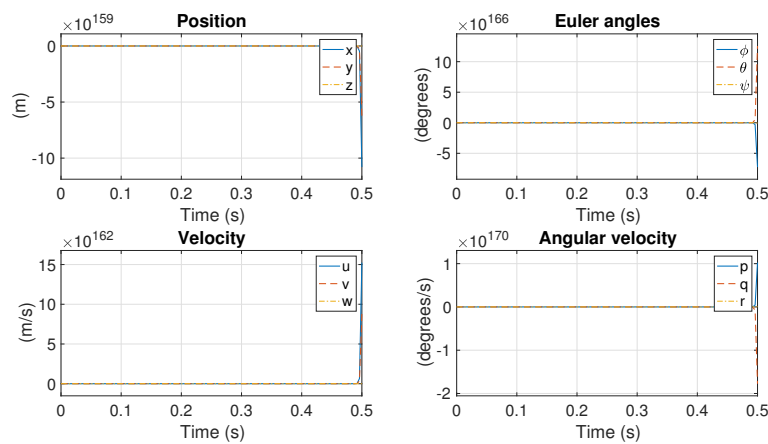 Position
×10^159
0
-5
-10
(m)
x
y
z
0 0.1 0.2 0.3 0.4 0.5
Time (s)
Euler angles
×10^166
10
5
0
-5
(degrees)
ϕ
θ
ψ
0 0.1 0.2 0.3 0.4 0.5
Time (s)
Velocity
×10^162
15
10
5
0
(m/s)
u
v
w
0 0.1 0.2 0.3 0.4 0.5
Time (s)
Angular velocity
×10^170
1
0
-1
-2
(degrees/s)
p
q
r
0 0.1 0.2 0.3 0.4 0.5
Time (s)